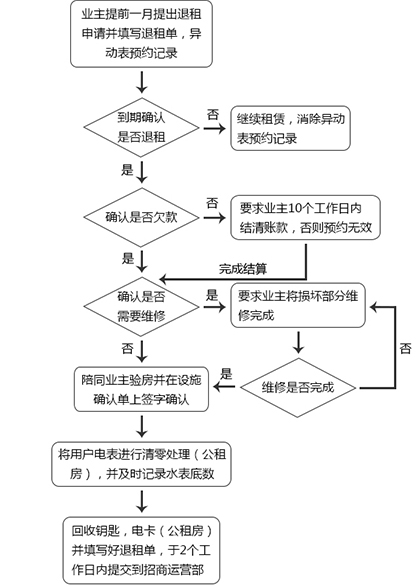 业主提前一月提出退租
申请并填写退租单，异
动表预约记录
到期确认
是否退租
否
继续租赁，消除异动
表预约记录
是
确认是否欠款
否
要求业主10个工作日内
结清账款，否则预约无效
是
完成结算
确认是否
需要维修
是
要求业主将损坏部分维
修完成
否
否
陪同业主验房并在设施
确认单上签字确认
是
维修是否完成
将用户电表进行清零处理（公租
房），并及时记录水表底数
回收钥匙，电卡（公租房）
并填写好退租单，于2个工
作日内提交到招商运营部